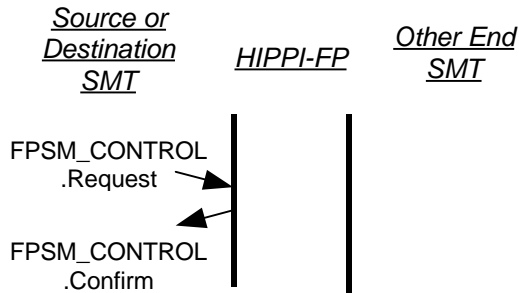 Source or
Destination
SMT
HIPPI-FP
Other End
SMT
FPSM_CONTROL
.Request
FPSM_CONTROL
.Confirm